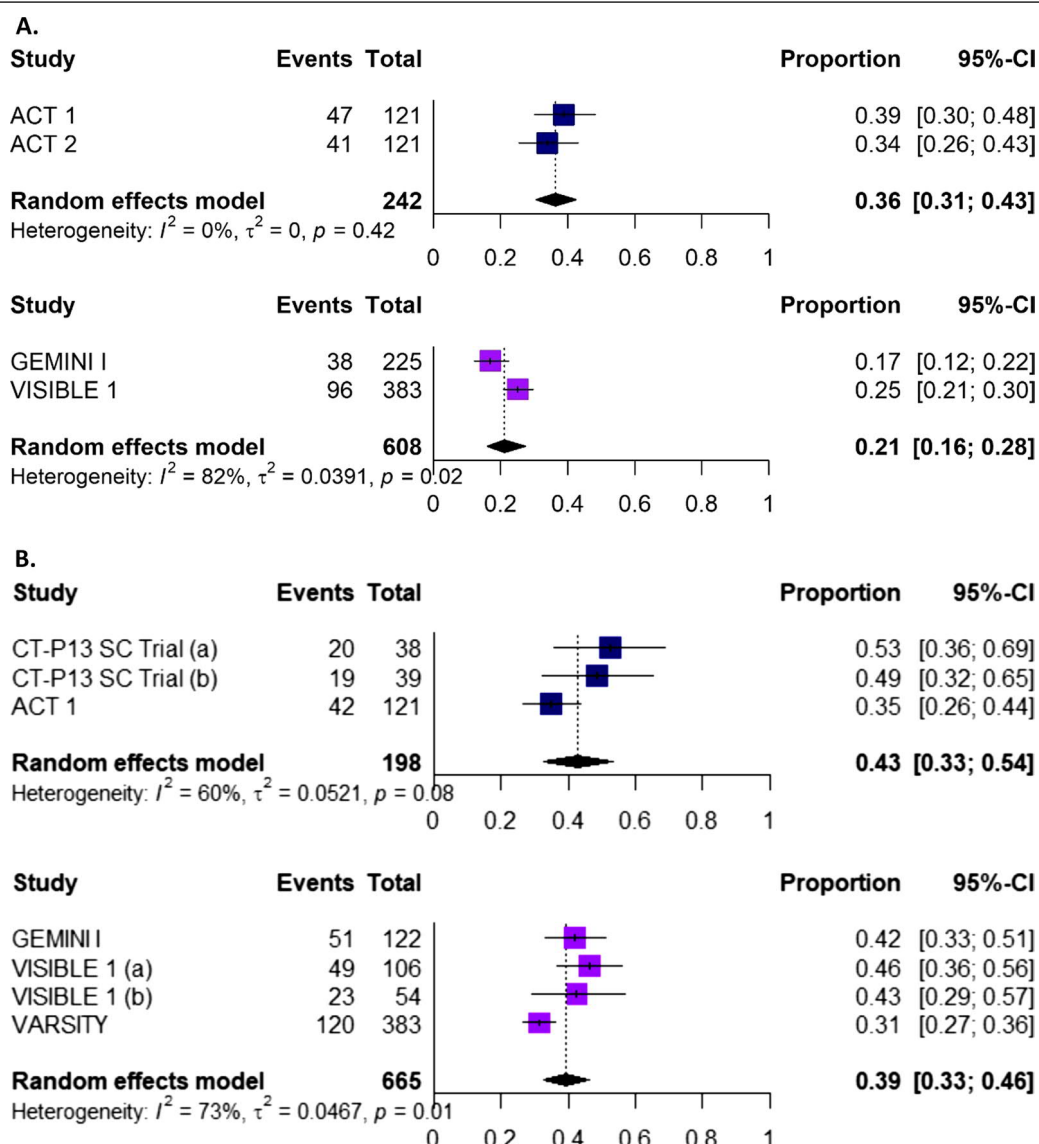 A.
Study Events Total Proportion 95%-CI
ACT 1 47 121 0.39 [0.30; 0.48]
ACT 2 41 121 0.34 [0.26; 0.43]
Random effects model 242 0.36 [0.31; 0.43]
Heterogeneity: I² = 0%, τ² = 0, p = 0.42
0 0.2 0.4 0.6 0.8 1
Study Events Total Proportion 95%-CI
GEMINI I 38 225 0.17 [0.12; 0.22]
VISIBLE 1 96 383 0.25 [0.21; 0.30]
Random effects model 608 0.21 [0.16; 0.28]
Heterogeneity: I² = 82%, τ² = 0.0391, p = 0.02
0 0.2 0.4 0.6 0.8 1
B.
Study Events Total Proportion 95%-CI
CT-P13 SC Trial (a) 20 38 0.53 [0.36; 0.69]
CT-P13 SC Trial (b) 19 39 0.49 [0.32; 0.65]
ACT 1 42 121 0.35 [0.26; 0.44]
Random effects model 198 0.43 [0.33; 0.54]
Heterogeneity: I² = 60%, τ² = 0.0521, p = 0.08
0 0.2 0.4 0.6 0.8 1
Study Events Total Proportion 95%-CI
GEMINI I 51 122 0.42 [0.33; 0.51]
VISIBLE 1 (a) 49 106 0.46 [0.36; 0.56]
VISIBLE 1 (b) 23 54 0.43 [0.29; 0.57]
VARSITY 120 383 0.31 [0.27; 0.36]
Random effects model 665 0.39 [0.33; 0.46]
Heterogeneity: I² = 73%, τ² = 0.0467, p = 0.01
0 0.2 0.4 0.6 0.8 1